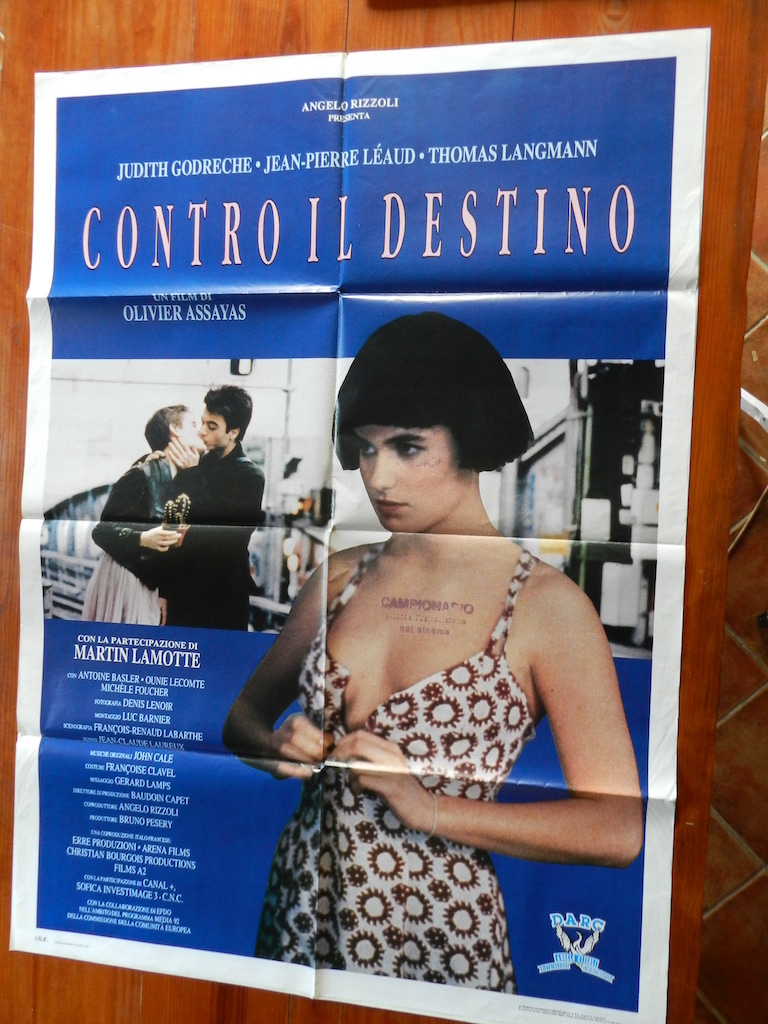 ANGELO RIZZOLI
PRESENTA
JUDITH GODRECHE • JEAN-PIERRE LÉAUD • THOMAS LANGMANN
CONTRO IL DESTINO
UN FILM DI
OLIVIER ASSAYAS
CAMPIONARIO
nei cinema
CON LA PARTECIPAZIONE DI
MARTIN LAMOTTE
CON ANTOINE BASLER • OUNIE LECOMTE
MICHÈLE FOUCHER
FOTOGRAFIA DENIS LENOIR
MONTAGGIO LUC BARNIER
SCENOGRAFIA FRANÇOIS-RENAUD LABARTHE
JEAN-CLAUDE LAUREUX
MUSICHE ORIGINALI JOHN CALE
COSTUMI FRANÇOISE CLAVEL
MISSAGGIO GERARD LAMPS
DIRETTORE DI PRODUZIONE BAUDOIN CAPET
COPRODUTTORE ANGELO RIZZOLI
PRODUTTORE BRUNO PESERY
UNA COPRODUZIONE ITALO-FRANCESE:
ERRE PRODUZIONI • ARENA FILMS
CHRISTIAN BOURGOIS PRODUCTIONS
FILMS A2
CON LA PARTECIPAZIONE DI CANAL +,
SOFICA INVESTIMAGE 3 - C.N.C.
CON LA COLLABORAZIONE DI EFDO
NELL'AMBITO DEL PROGRAMMA MEDIA 92
DELLA COMMISSIONE DELLA COMUNITÀ EUROPEA
DARC